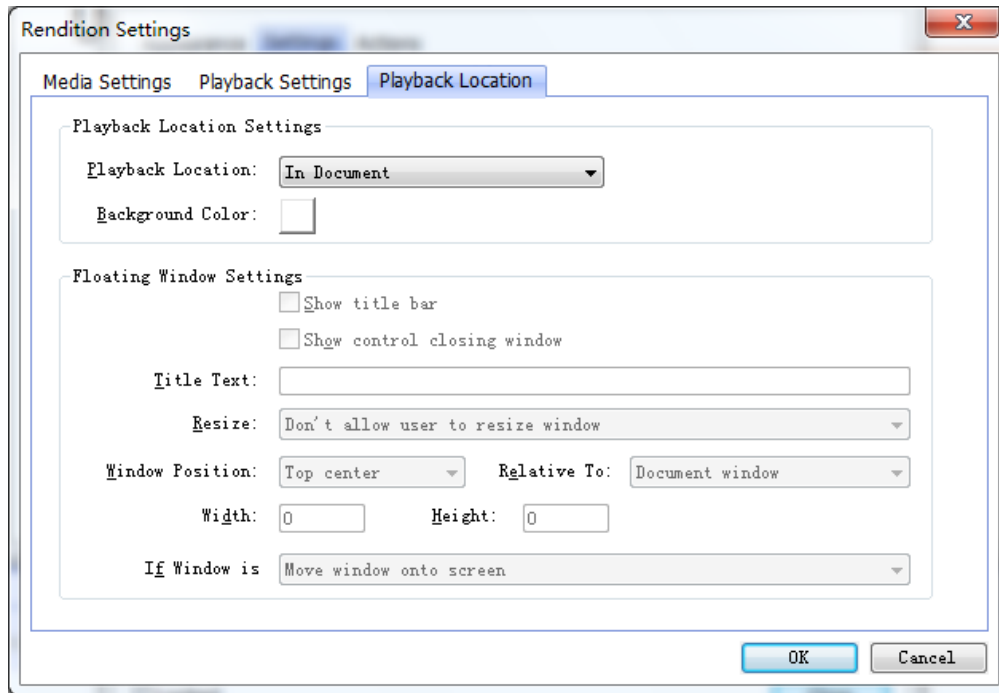 Rendition Settings
Settings Actions
Media Settings Playback Settings Playback Location
Playback Location Settings
Playback Location: In Document
Background Color:
Floating Window Settings
Show title bar
Show control closing window
Title Text:
Resize: Don't allow user to resize window
Window Position: Top center Relative To: Document window
Width: 0 Height: 0
If Window is Move window onto screen
OK Cancel